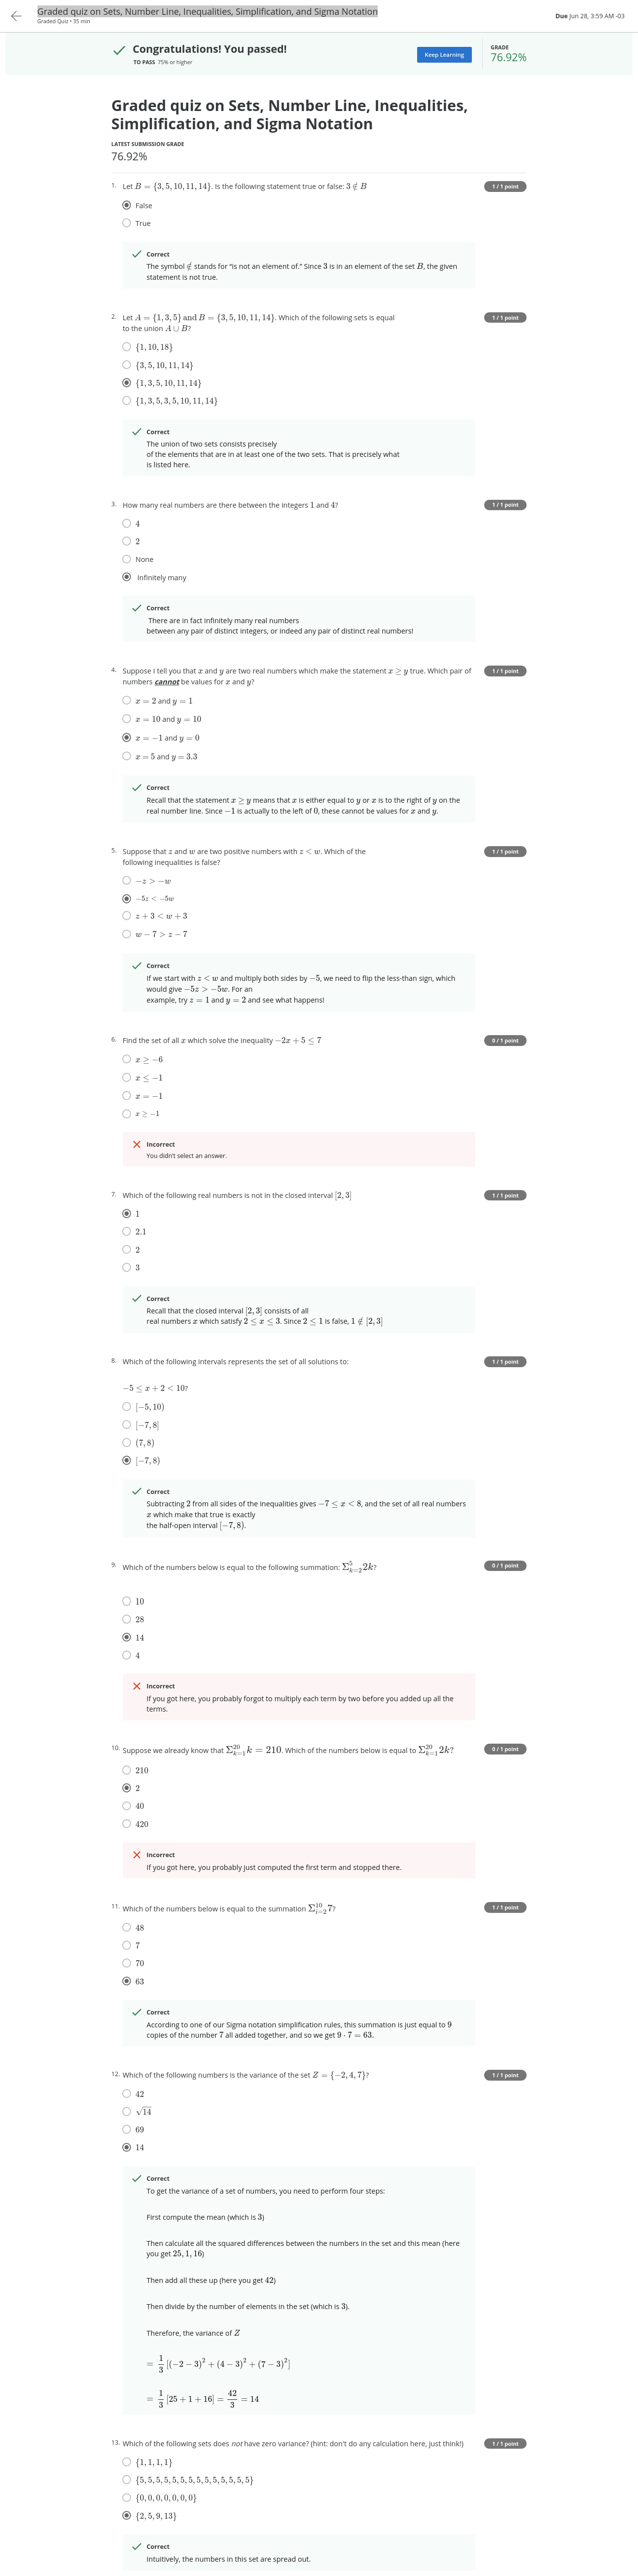 Graded quiz on Sets, Number Line, Inequalities, Simplification, and Sigma Notation
Graded Quiz • 35 min
Due Jun 28, 3:59 AM -03
Congratulations! You passed!
TO PASS 75% or higher
Keep Learning
GRADE
76.92%
Graded quiz on Sets, Number Line, Inequalities,
Simplification, and Sigma Notation
LATEST SUBMISSION GRADE
76.92%
1. Let B = {3, 5, 10, 11, 14}. Is the following statement true or false: 3 ∉ B
1 / 1 point
False
True
Correct
The symbol ∉ stands for “is not an element of.” Since 3 is in an element of the set B, the given
statement is not true.
2. Let A = {1, 3, 5} and B = {3, 5, 10, 11, 14}. Which of the following sets is equal
to the union A ∪ B?
1 / 1 point
{1, 10, 18}
{3, 5, 10, 11, 14}
{1, 3, 5, 10, 11, 14}
{1, 3, 5, 3, 5, 10, 11, 14}
Correct
The union of two sets consists precisely
of the elements that are in at least one of the two sets. That is precisely what
is listed here.
3. How many real numbers are there between the integers 1 and 4?
1 / 1 point
4
2
None
Infinitely many
Correct
There are in fact infinitely many real numbers
between any pair of distinct integers, or indeed any pair of distinct real numbers!
4. Suppose I tell you that x and y are two real numbers which make the statement x ≥ y true. Which pair of
numbers cannot be values for x and y?
1 / 1 point
x = 2 and y = 1
x = 10 and y = 10
x = −1 and y = 0
x = 5 and y = 3.3
Correct
Recall that the statement x ≥ y means that x is either equal to y or x is to the right of y on the
real number line. Since −1 is actually to the left of 0, these cannot be values for x and y.
5. Suppose that z and w are two positive numbers with z < w. Which of the
following inequalities is false?
1 / 1 point
−z > −w
−5z < −5w
z + 3 < w + 3
w − 7 > z − 7
Correct
If we start with z < w and multiply both sides by −5, we need to flip the less-than sign, which
would give −5z > −5w. For an
example, try z = 1 and y = 2 and see what happens!
6. Find the set of all x which solve the inequality −2x + 5 ≤ 7
0 / 1 point
x ≥ −6
x ≤ −1
x = −1
x ≥ −1
Incorrect
You didn’t select an answer.
7. Which of the following real numbers is not in the closed interval [2, 3]
1 / 1 point
1
2.1
2
3
Correct
Recall that the closed interval [2, 3] consists of all
real numbers x which satisfy 2 ≤ x ≤ 3. Since 2 ≤ 1 is false, 1 ∉ [2, 3]
8. Which of the following intervals represents the set of all solutions to:
1 / 1 point
−5 ≤ x + 2 < 10?
[−5, 10)
[−7, 8]
(7, 8)
[−7, 8)
Correct
Subtracting 2 from all sides of the inequalities gives −7 ≤ x < 8, and the set of all real numbers
x which make that true is exactly
the half-open interval [−7, 8).
9. Which of the numbers below is equal to the following summation: Σ⁵ₖ₌₂2k?
0 / 1 point
10
28
14
4
Incorrect
If you got here, you probably forgot to multiply each term by two before you added up all the
terms.
10. Suppose we already know that Σ²⁰ₖ₌₁k = 210. Which of the numbers below is equal to Σ²⁰ₖ₌₁2k?
0 / 1 point
210
2
40
420
Incorrect
If you got here, you probably just computed the first term and stopped there.
11. Which of the numbers below is equal to the summation Σ¹⁰ᵢ₌₂7?
1 / 1 point
48
7
70
63
Correct
According to one of our Sigma notation simplification rules, this summation is just equal to 9
copies of the number 7 all added together, and so we get 9 · 7 = 63.
12. Which of the following numbers is the variance of the set Z = {−2, 4, 7}?
1 / 1 point
42
√14
69
14
Correct
To get the variance of a set of numbers, you need to perform four steps:
First compute the mean (which is 3)
Then calculate all the squared differences between the numbers in the set and this mean (here
you get 25, 1, 16)
Then add all these up (here you get 42)
Then divide by the number of elements in the set (which is 3).
Therefore, the variance of Z
= 1/3 [(−2 − 3)² + (4 − 3)² + (7 − 3)²]
= 1/3 [25 + 1 + 16] = 42/3 = 14
13. Which of the following sets does not have zero variance? (hint: don't do any calculation here, just think!)
1 / 1 point
{1, 1, 1, 1}
{5, 5, 5, 5, 5, 5, 5, 5, 5, 5, 5, 5, 5, 5}
{0, 0, 0, 0, 0, 0, 0}
{2, 5, 9, 13}
Correct
Intuitively, the numbers in this set are spread out.